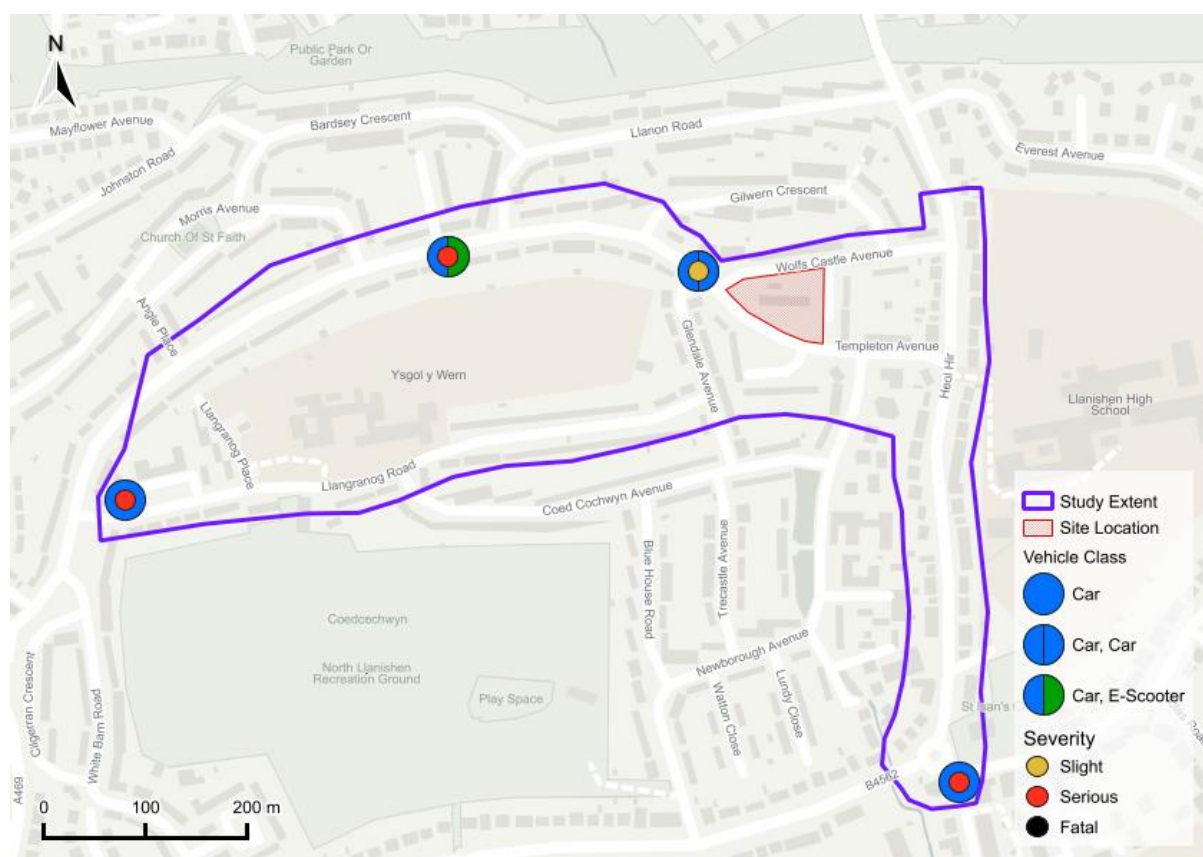 N
Public Park Or
Garden
Mayflower Avenue
Bardsey Crescent
Llanon Road
Johnston Road
Everest Avenue
Morris Avenue
Gilwern Crescent
Church Of St Faith
Wolfs Castle Avenue
Angle Place
Glendale Avenue
Templeton Avenue
Heol Hir
Ysgol y Wern
Llanishen High
School
Llangranog Place
Llangranog Road
Coed Cochwyn Avenue
Blue House Road
Trecastle Avenue
Coedcochwyn
North Llanishen
Recreation Ground
Play Space
Newborough Avenue
Watton Close
Lundy Close
Cilgerran Crescent
White Barn Road
A469
B4562
0 100 200 m
Study Extent
Site Location
Vehicle Class
Car
Car, Car
Car, E-Scooter
Severity
Slight
Serious
Fatal